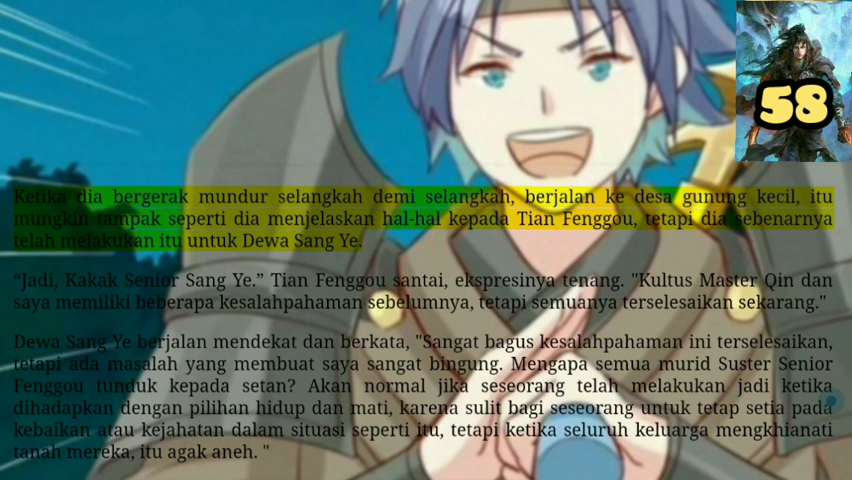 58
Ketika dia bergerak mundur selangkah demi selangkah, berjalan ke desa gunung kecil, itu
mungkin tampak seperti dia menjelaskan hal-hal kepada Tian Fenggou, tetapi dia sebenarnya
telah melakukan itu untuk Dewa Sang Ye.
“Jadi, Kakak Senior Sang Ye.” Tian Fenggou santai, ekspresinya tenang. "Kultus Master Qin dan
saya memiliki beberapa kesalahpahaman sebelumnya, tetapi semuanya terselesaikan sekarang."
Dewa Sang Ye berjalan mendekat dan berkata, "Sangat bagus kesalahpahaman ini terselesaikan,
tetapi ada masalah yang membuat saya sangat bingung. Mengapa semua murid Suster Senior
Fenggou tunduk kepada setan? Akan normal jika seseorang telah melakukan jadi ketika
dihadapkan dengan pilihan hidup dan mati, karena sulit bagi seseorang untuk tetap setia pada
kebaikan atau kejahatan dalam situasi seperti itu, tetapi ketika seluruh keluarga mengkhianati
tanah mereka, itu agak aneh. "